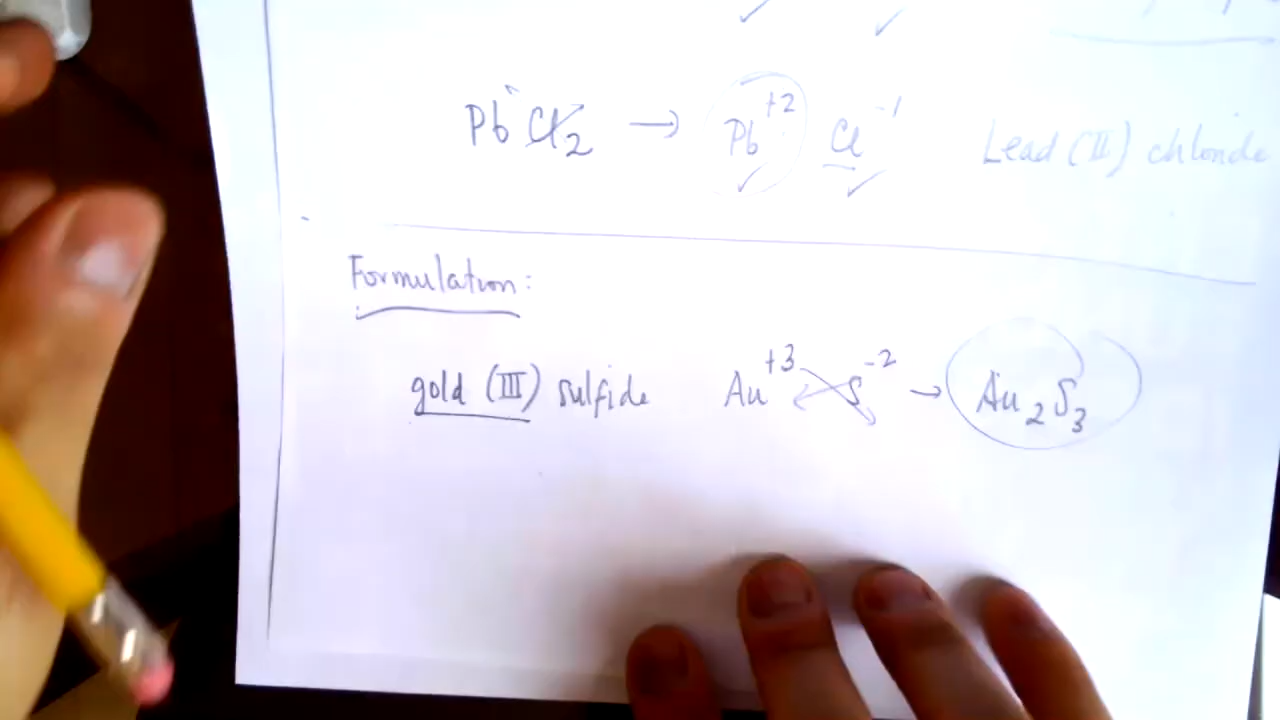 PbCl₂ → Pb⁺² Cl⁻¹ Lead (II) chloride
Formulation:
gold (III) sulfide Au⁺³ S⁻² → Au₂S₃